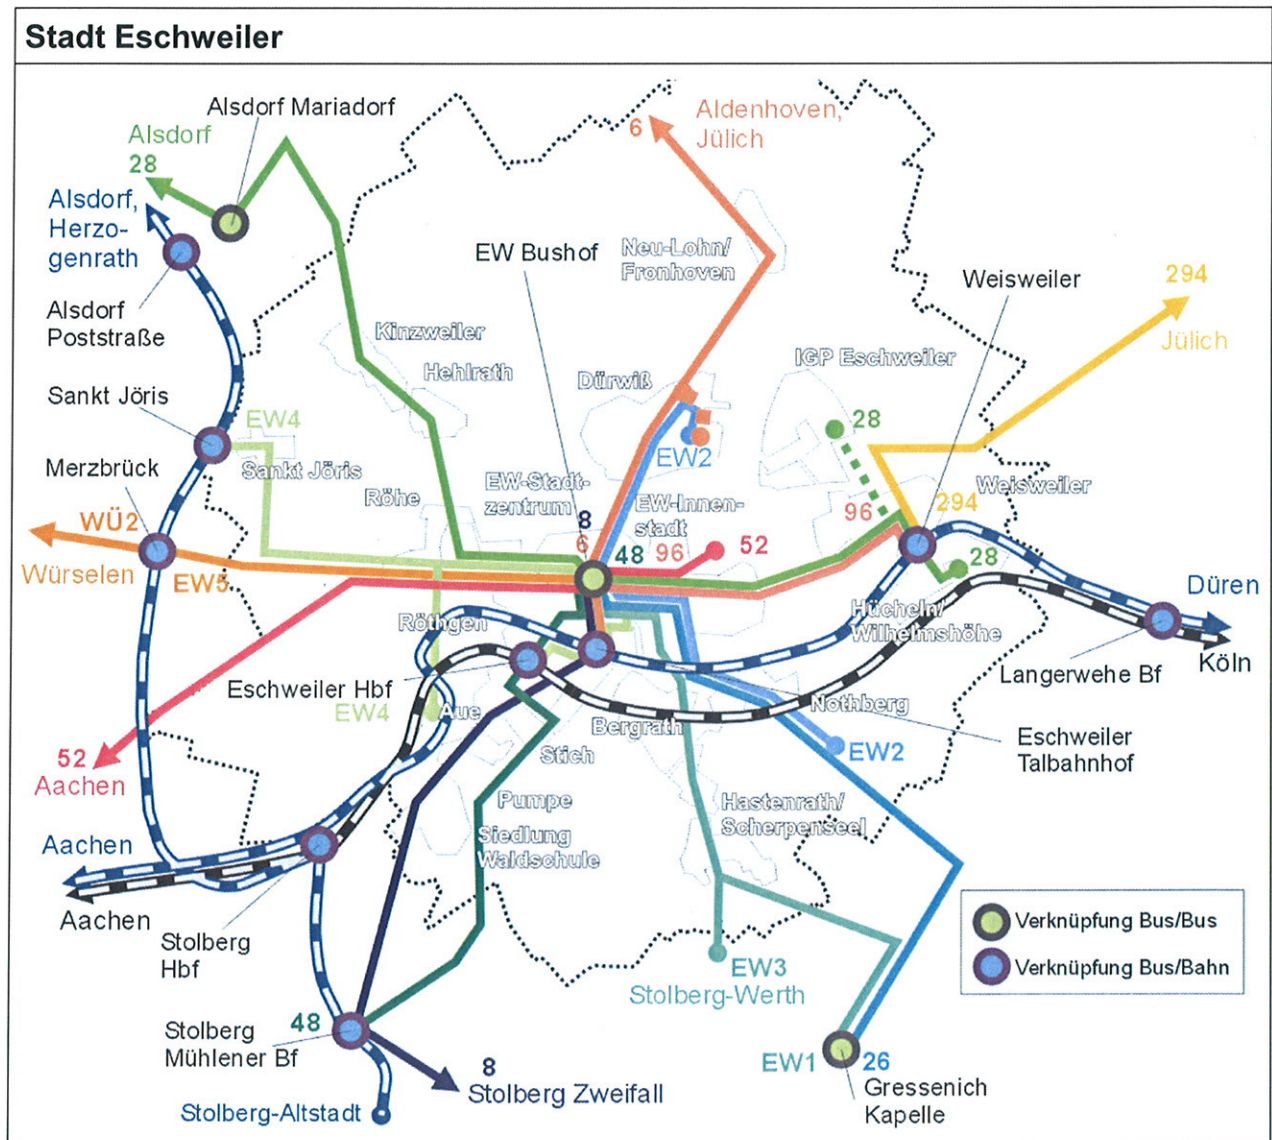 Stadt Eschweiler
Alsdorf Mariadorf
Alsdorf
28
Aldenhoven,
Jülich
6
Alsdorf,
Herzo-
genrath
EW Bushof
Neu-Lohn/
Fronhoven
Weisweiler
294
Jülich
Alsdorf
Poststraße
Kinzweiler
Hehlrath
Dürwiß
IGP Eschweiler
Sankt Jöris
EW4
28
Merzbrück
Sankt Jöris
Röhe
EW-Stadt-
zentrum
EW2
EW-Innen-
stadt
Weisweiler
WÜ2
Würselen
EW5
8
6
48
96
52
96
294
28
Düren
Köln
Röthgen
Hücheln/
Wilhelmshöhe
Langerwehe Bf
Eschweiler Hbf
EW4
Aue
Bergrath
Nothberg
Eschweiler
Talbahnhof
52
Aachen
Stich
EW2
Pumpe
Siedlung
Waldschule
Hastenrath/
Scherpenseel
Aachen
Aachen
Stolberg
Hbf
Verknüpfung Bus/Bus
Verknüpfung Bus/Bahn
EW3
Stolberg-Werth
Stolberg
Mühlener Bf
48
8
Stolberg Zweifall
EW1
26
Gressenich
Kapelle
Stolberg-Altstadt